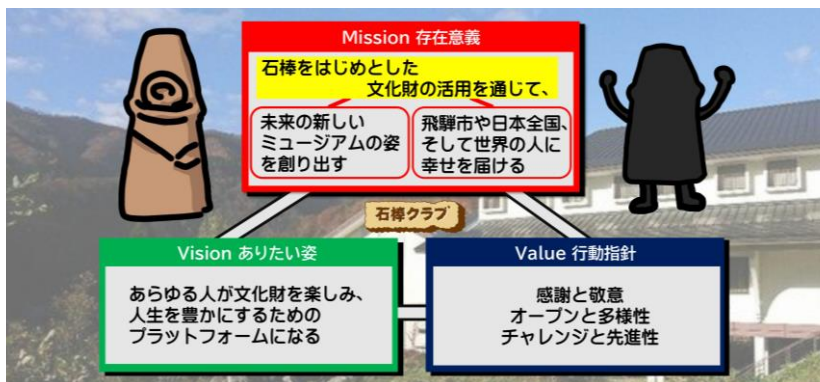 Mission 存在意義
石棒をはじめとした
文化財の活用を通じて、
未来の新しい
ミュージアムの姿
を創り出す
飛騨市や日本全国、
そして世界の人に
幸せを届ける
石棒クラブ
Vision ありたい姿
あらゆる人が文化財を楽しみ、
人生を豊かにするための
プラットフォームになる
Value 行動指針
感謝と敬意
オープンと多様性
チャレンジと先進性